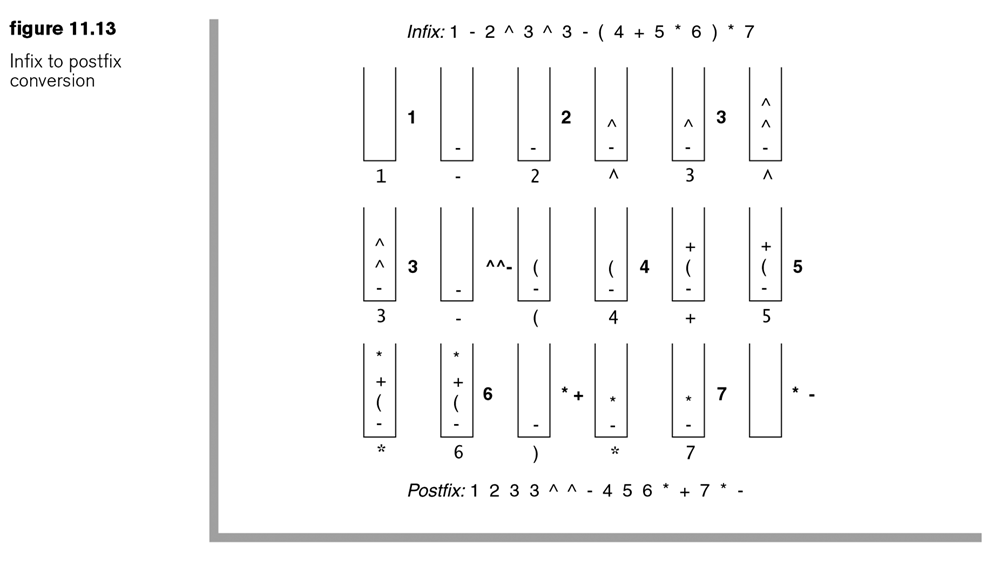 figure 11.13
Infix to postfix
conversion
Infix: 1 - 2 ^ 3 ^ 3 - ( 4 + 5 * 6 ) * 7
^
1 2 ^ ^ 3 ^
- - - - -
1 - 2 ^ 3 ^
^ + +
^ 3 ^^- ( ( 4 ( ( 5
- - - - - -
3 - ( 4 + 5
* *
+ + 6 * + 7 * -
( ( * *
- - - - -
* 6 ) * 7
Postfix: 1 2 3 3 ^ ^ - 4 5 6 * + 7 * -